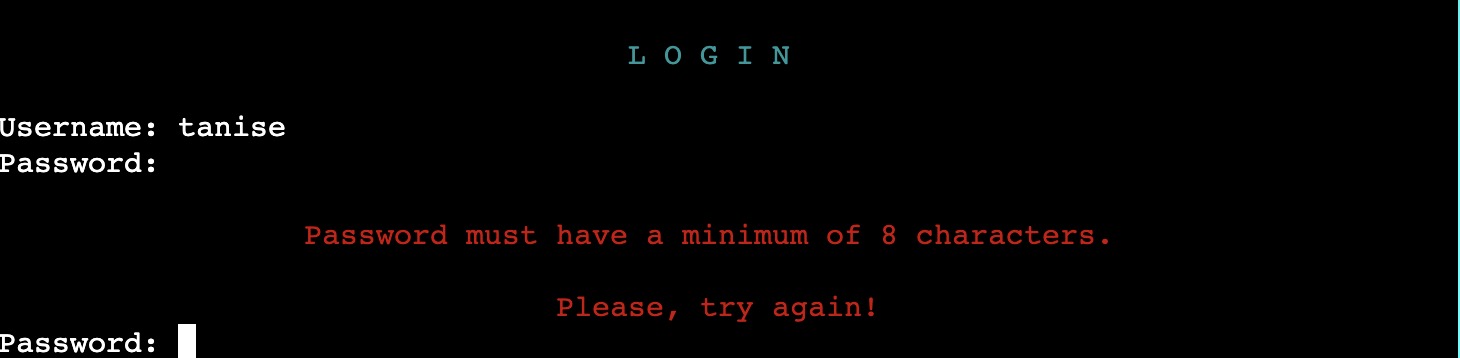 L O G I N
Username: tanise
Password:
Password must have a minimum of 8 characters.
Please, try again!
Password: